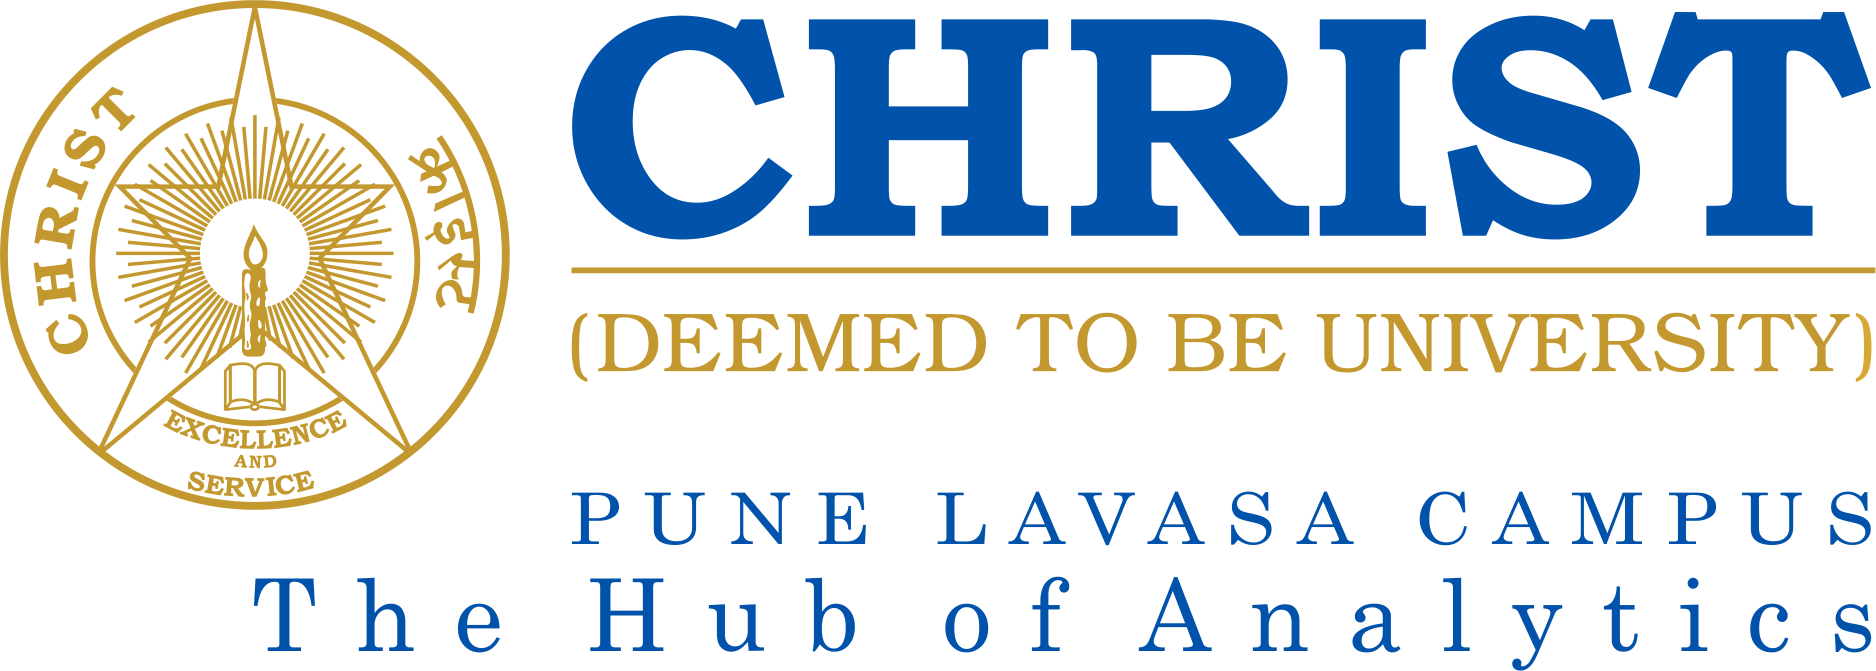 CHRIST
क्राइस्ट
EXCELLENCE
AND
SERVICE
CHRIST
(DEEMED TO BE UNIVERSITY)
PUNE LAVASA CAMPUS
The Hub of Analytics